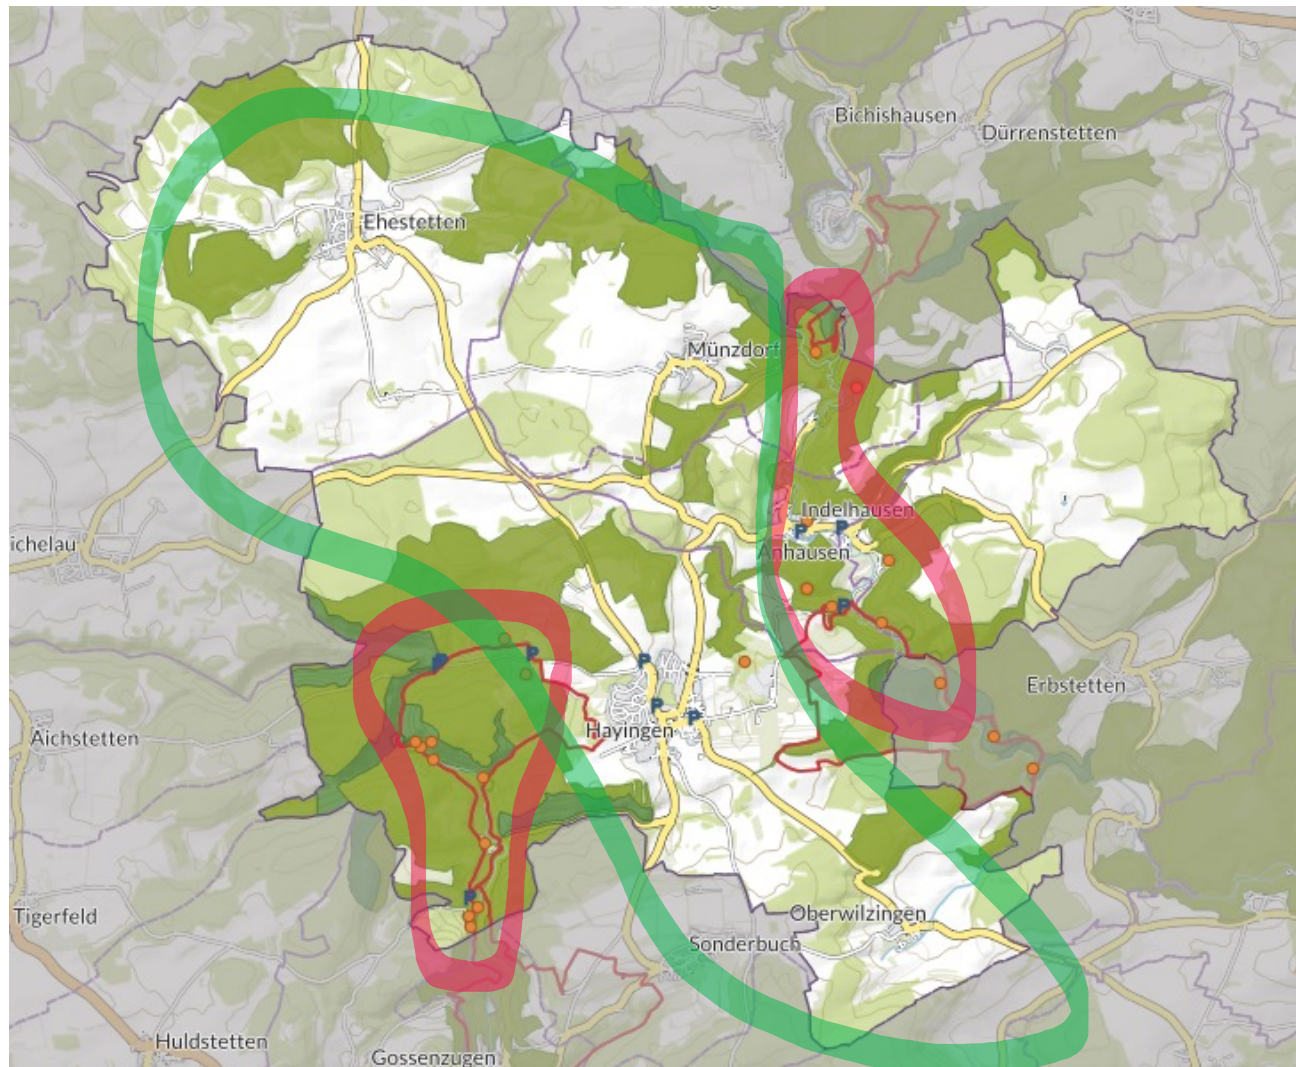 Bichishausen
Dürrenstetten
Ehestetten
Münzdorf
Indelhausen
P
P
Anhausen
ichelau
P
P
P
P
Erbstetten
P
P
Hayingen
Aichstetten
P
Tigerfeld
Oberwilzingen
Sonderbuch
Huldstetten
Gossenzugen